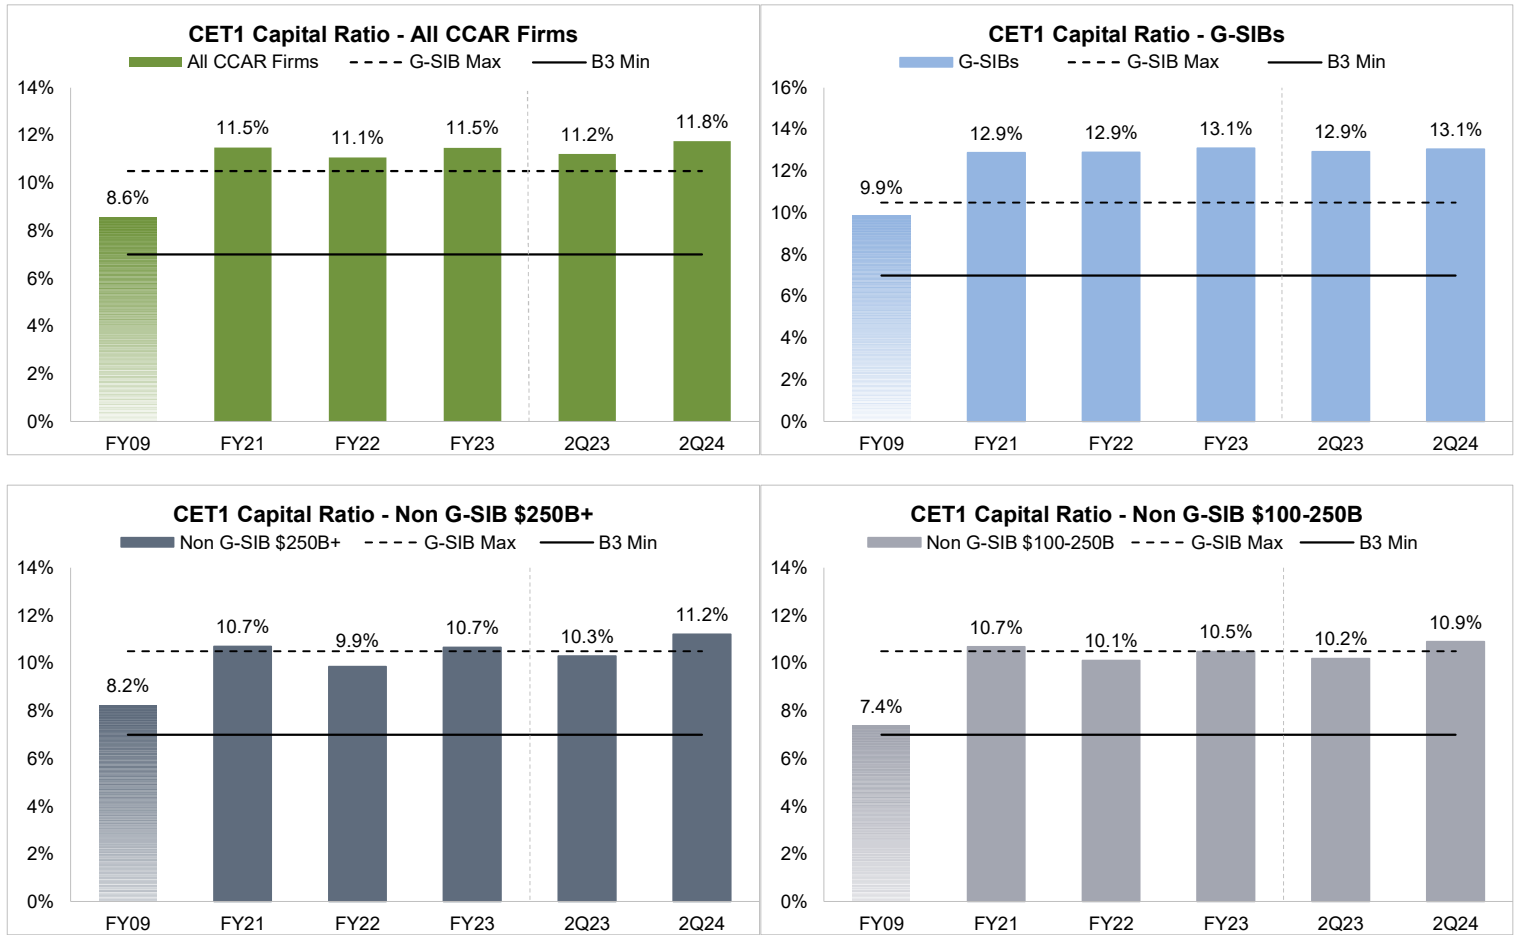 CET1 Capital Ratio - All CCAR Firms
All CCAR Firms G-SIB Max B3 Min
14%
12%
10%
8%
6%
4%
2%
0%
8.6% 11.5% 11.1% 11.5% 11.2% 11.8%
FY09 FY21 FY22 FY23 2Q23 2Q24
CET1 Capital Ratio - G-SIBs
G-SIBs G-SIB Max B3 Min
16%
14%
12%
10%
8%
6%
4%
2%
0%
9.9% 12.9% 12.9% 13.1% 12.9% 13.1%
FY09 FY21 FY22 FY23 2Q23 2Q24
CET1 Capital Ratio - Non G-SIB $250B+
Non G-SIB $250B+ G-SIB Max B3 Min
14%
12%
10%
8%
6%
4%
2%
0%
8.2% 10.7% 9.9% 10.7% 10.3% 11.2%
FY09 FY21 FY22 FY23 2Q23 2Q24
CET1 Capital Ratio - Non G-SIB $100-250B
Non G-SIB $100-250B G-SIB Max B3 Min
14%
12%
10%
8%
6%
4%
2%
0%
7.4% 10.7% 10.1% 10.5% 10.2% 10.9%
FY09 FY21 FY22 FY23 2Q23 2Q24